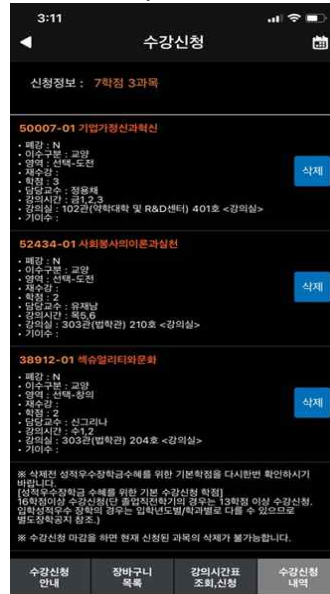 3:11
수강신청
신청정보 : 7학점 3과목
50007-01 기업가정신과혁신
· 폐강 : N
· 이수구분 : 교양
· 영역 : 선택-도전
· 재수강 :
· 학점 : 3
· 담당교수 : 정용채
· 강의시간 : 금1,2,3
· 강의실 : 102관(약학대학 및 R&D센터) 401호 <강의실>
· 기이수 :
삭제
52434-01 사회봉사의이론과실천
· 폐강 : N
· 이수구분 : 교양
· 영역 : 선택-도전
· 재수강 :
· 학점 : 2
· 담당교수 : 유재남
· 강의시간 : 목5,6
· 강의실 : 303관(법학관) 210호 <강의실>
· 기이수 :
삭제
38912-01 섹슈얼리티와문화
· 폐강 : N
· 이수구분 : 교양
· 영역 : 선택-창의
· 재수강 :
· 학점 : 2
· 담당교수 : 신그리나
· 강의시간 : 수1,2
· 강의실 : 303관(법학관) 204호 <강의실>
· 기이수 :
삭제
※ 삭제전 성적우수장학금수혜를 위한 기본학점을 다시한번 확인하시기
바랍니다.
[성적우수장학금 수혜를 위한 기본 수강신청 학점]
16학점이상 수강신청(단 졸업직전학기의 경우는 13학점 이상 수강신청.
입학성적우수 장학의 경우는 입학년도별/학과별로 다를 수 있으므로
별도장학공지 참조.)
※ 수강신청 마감을 하면 현재 신청된 과목의 삭제가 불가능합니다.
수강신청
안내
장바구니
목록
강의시간표
조회,신청
수강신청
내역